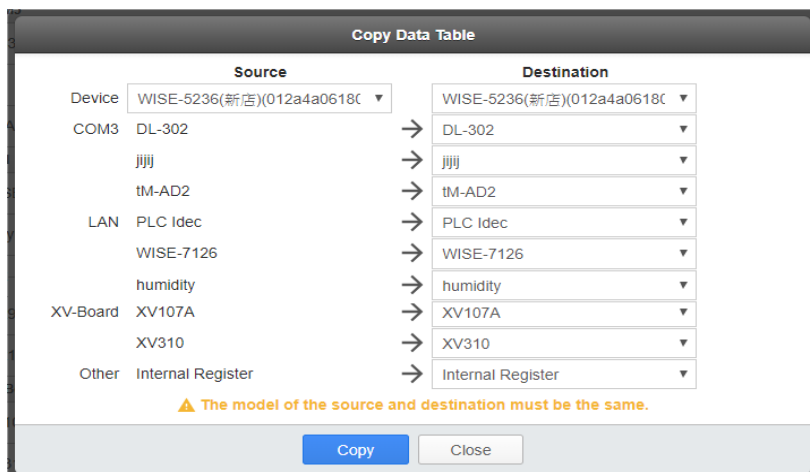 Copy Data Table
Source Destination
Device WISE-5236(新店)(012a4a0618 WISE-5236(新店)(012a4a0618
COM3 DL-302 DL-302
jijij jijij
tM-AD2 tM-AD2
LAN PLC Idec PLC Idec
WISE-7126 WISE-7126
humidity humidity
XV-Board XV107A XV107A
XV310 XV310
Other Internal Register Internal Register
The model of the source and destination must be the same.
Copy Close